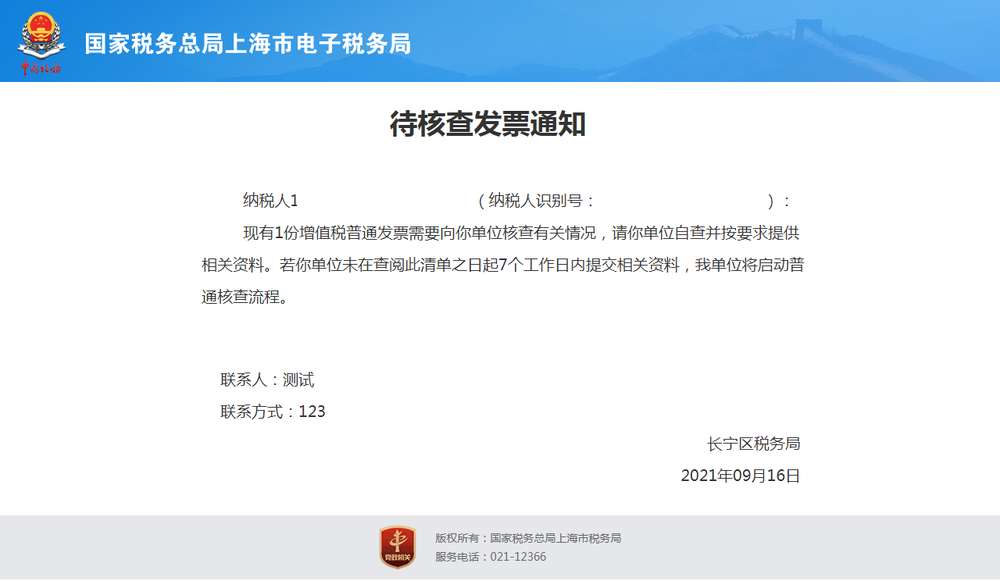 中国税务
国家税务总局上海市电子税务局
待核查发票通知
纳税人1 （纳税人识别号： ）：
现有1份增值税普通发票需要向你单位核查有关情况，请你单位自查并按要求提供
相关资料。若你单位未在查阅此清单之日起7个工作日内提交相关资料，我单位将启动普
通核查流程。
联系人：测试
联系方式：123
长宁区税务局
2021年09月16日
党政机关
版权所有：国家税务总局上海市税务局
服务电话：021-12366